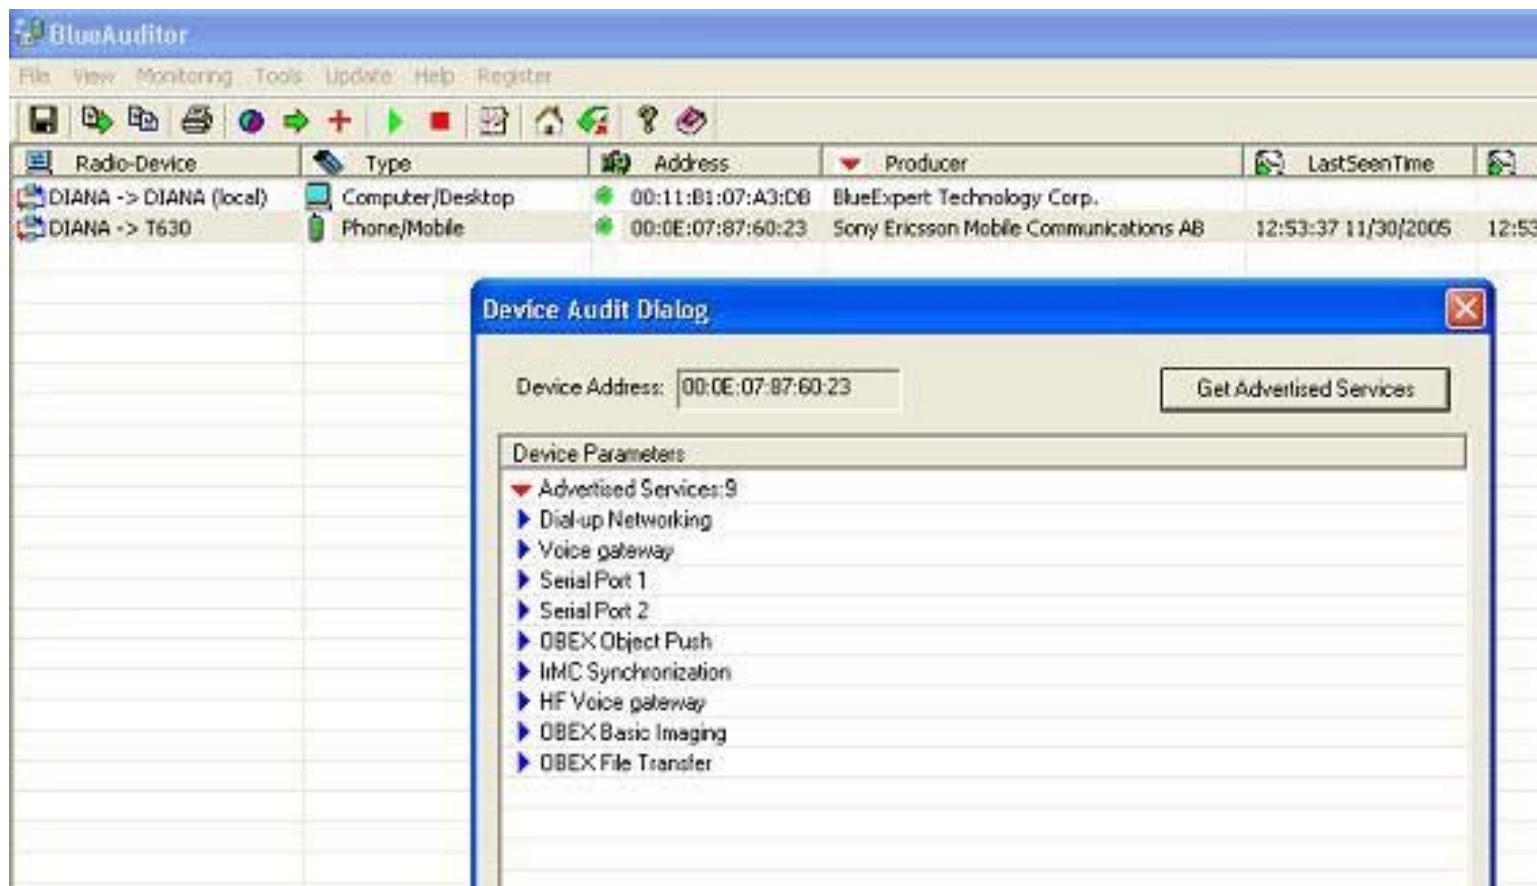 BlueAuditor
File View Monitoring Tools Update Help Register
Radio-Device Type Address Producer LastSeenTime
DIANA -> DIANA (local) Computer/Desktop 00:11:B1:07:A3:DB BlueExpert Technology Corp.
DIANA -> T630 Phone/Mobile 00:0E:07:87:60:23 Sony Ericsson Mobile Communications AB 12:53:37 11/30/2005 12:53
Device Audit Dialog
Device Address: 00:0E:07:87:60:23 Get Advertised Services
Device Parameters
Advertised Services:9
Dial-up Networking
Voice gateway
Serial Port 1
Serial Port 2
OBEX Object Push
IrMC Synchronization
HF Voice gateway
OBEX Basic Imaging
OBEX File Transfer